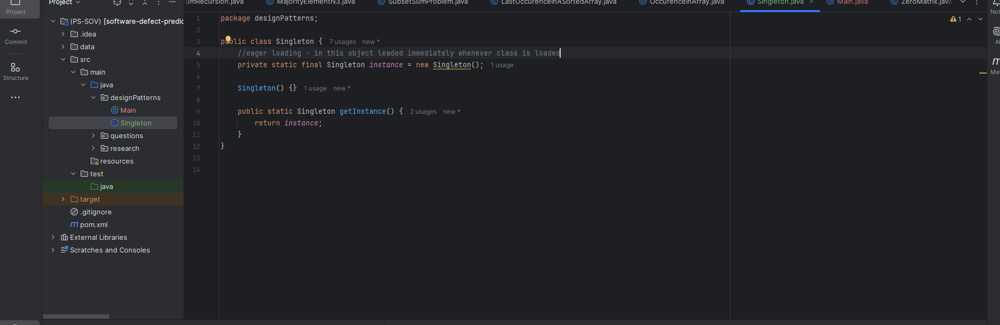 Project
umRecursion.java MajorityElementN3.java SubsetSumProblem.java LastOccurenceInASortedArray.java OccurenceInArray.java Singleton.java Main.java ZeroMatrix.java
Project
Commit
Structure
(PS-SOV) [software-defect-predic
.idea
data
src
main
java
designPatterns
Main
Singleton
questions
research
resources
test
java
target
.gitignore
pom.xml
External Libraries
Scratches and Consoles
1 package designPatterns;
2
3 public class Singleton { 7 usages new *
4 //eager loading - in this object leaded immediately whenever class is loaded
5 private static final Singleton instance = new Singleton(); 1 usage
6
7 Singleton() {} 1 usage new *
8
9 public static Singleton getInstance() { 2 usages new *
10 return instance;
11 }
12 }
13
14
1
Not
AI
m
Mav